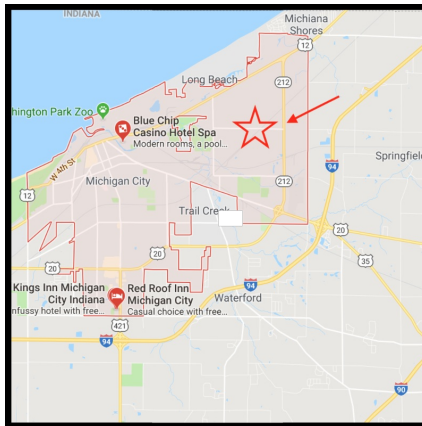 INDIANA
Michiana
Shores
12
Long Beach
212
hington Park Zoo
Blue Chip
Casino Hotel Spa
Modern rooms, a pool...
W 4th St
94
Springfield
Michigan City
212
12
Trail Creek
20
20
20
35
Kings Inn Michigan
City Indiana
nfussy hotel with free...
Red Roof Inn
Michigan City
Casual choice with free...
94
Waterford
421
94
90